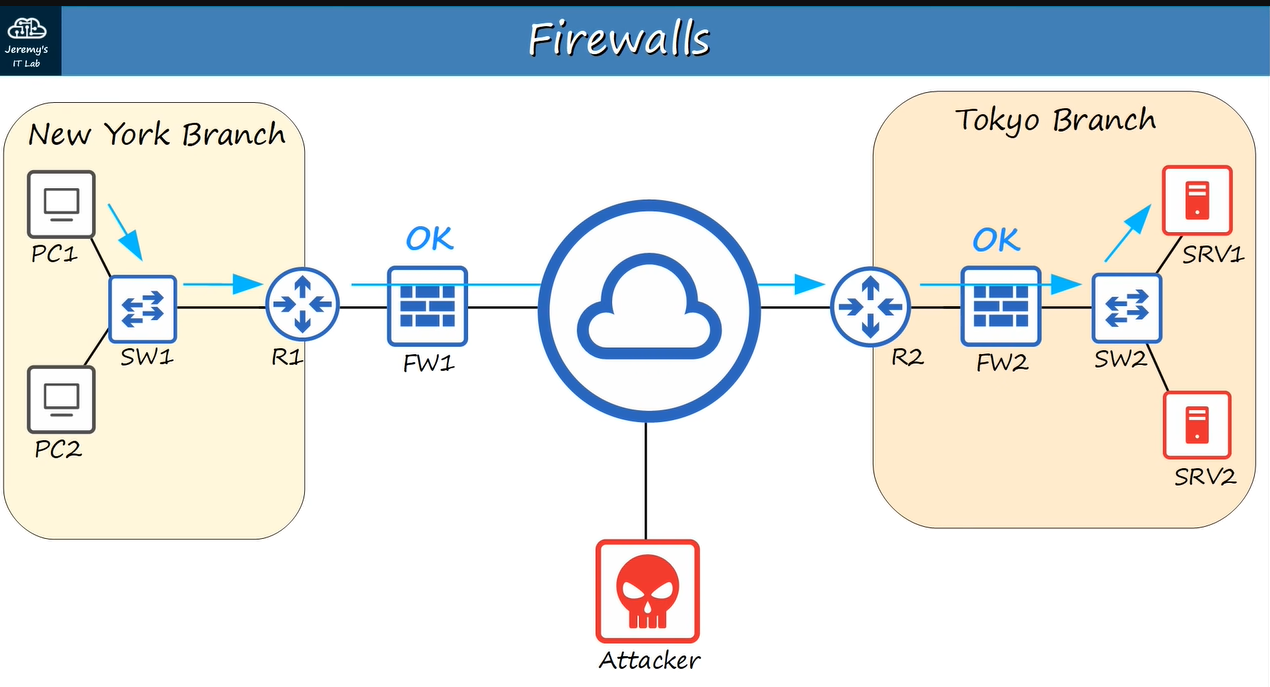 Jeremy's
IT Lab
Firewalls
New York Branch
Tokyo Branch
PC1
OK
OK
SRV1
SW1
R1
FW1
R2
FW2
SW2
PC2
SRV2
Attacker